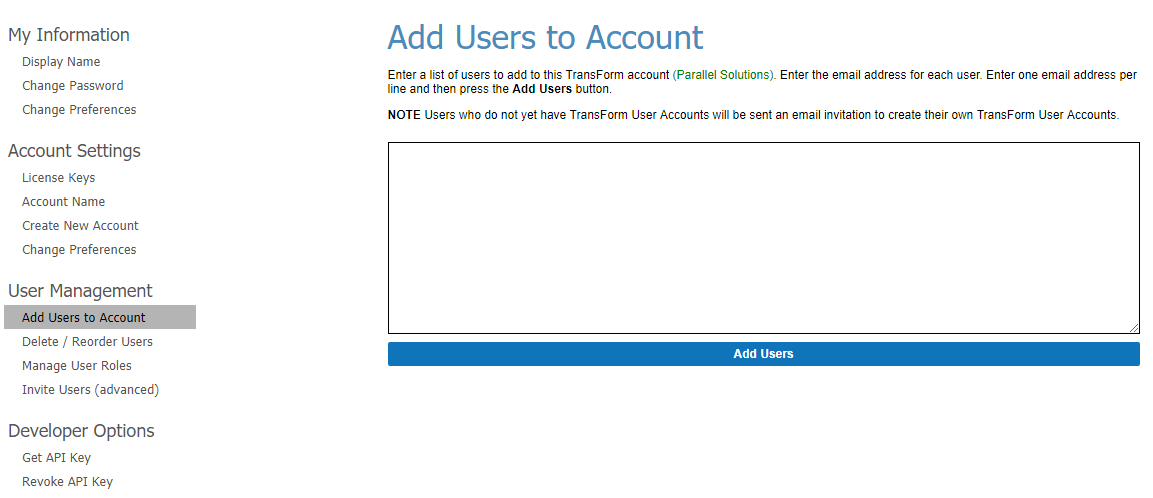 My Information
Display Name
Change Password
Change Preferences
Account Settings
License Keys
Account Name
Create New Account
Change Preferences
User Management
Add Users to Account
Delete / Reorder Users
Manage User Roles
Invite Users (advanced)
Developer Options
Get API Key
Revoke API Key
Add Users to Account
Enter a list of users to add to this TransForm account (Parallel Solutions). Enter the email address for each user. Enter one email address per
line and then press the Add Users button.
NOTE Users who do not yet have TransForm User Accounts will be sent an email invitation to create their own TransForm User Accounts.
Add Users